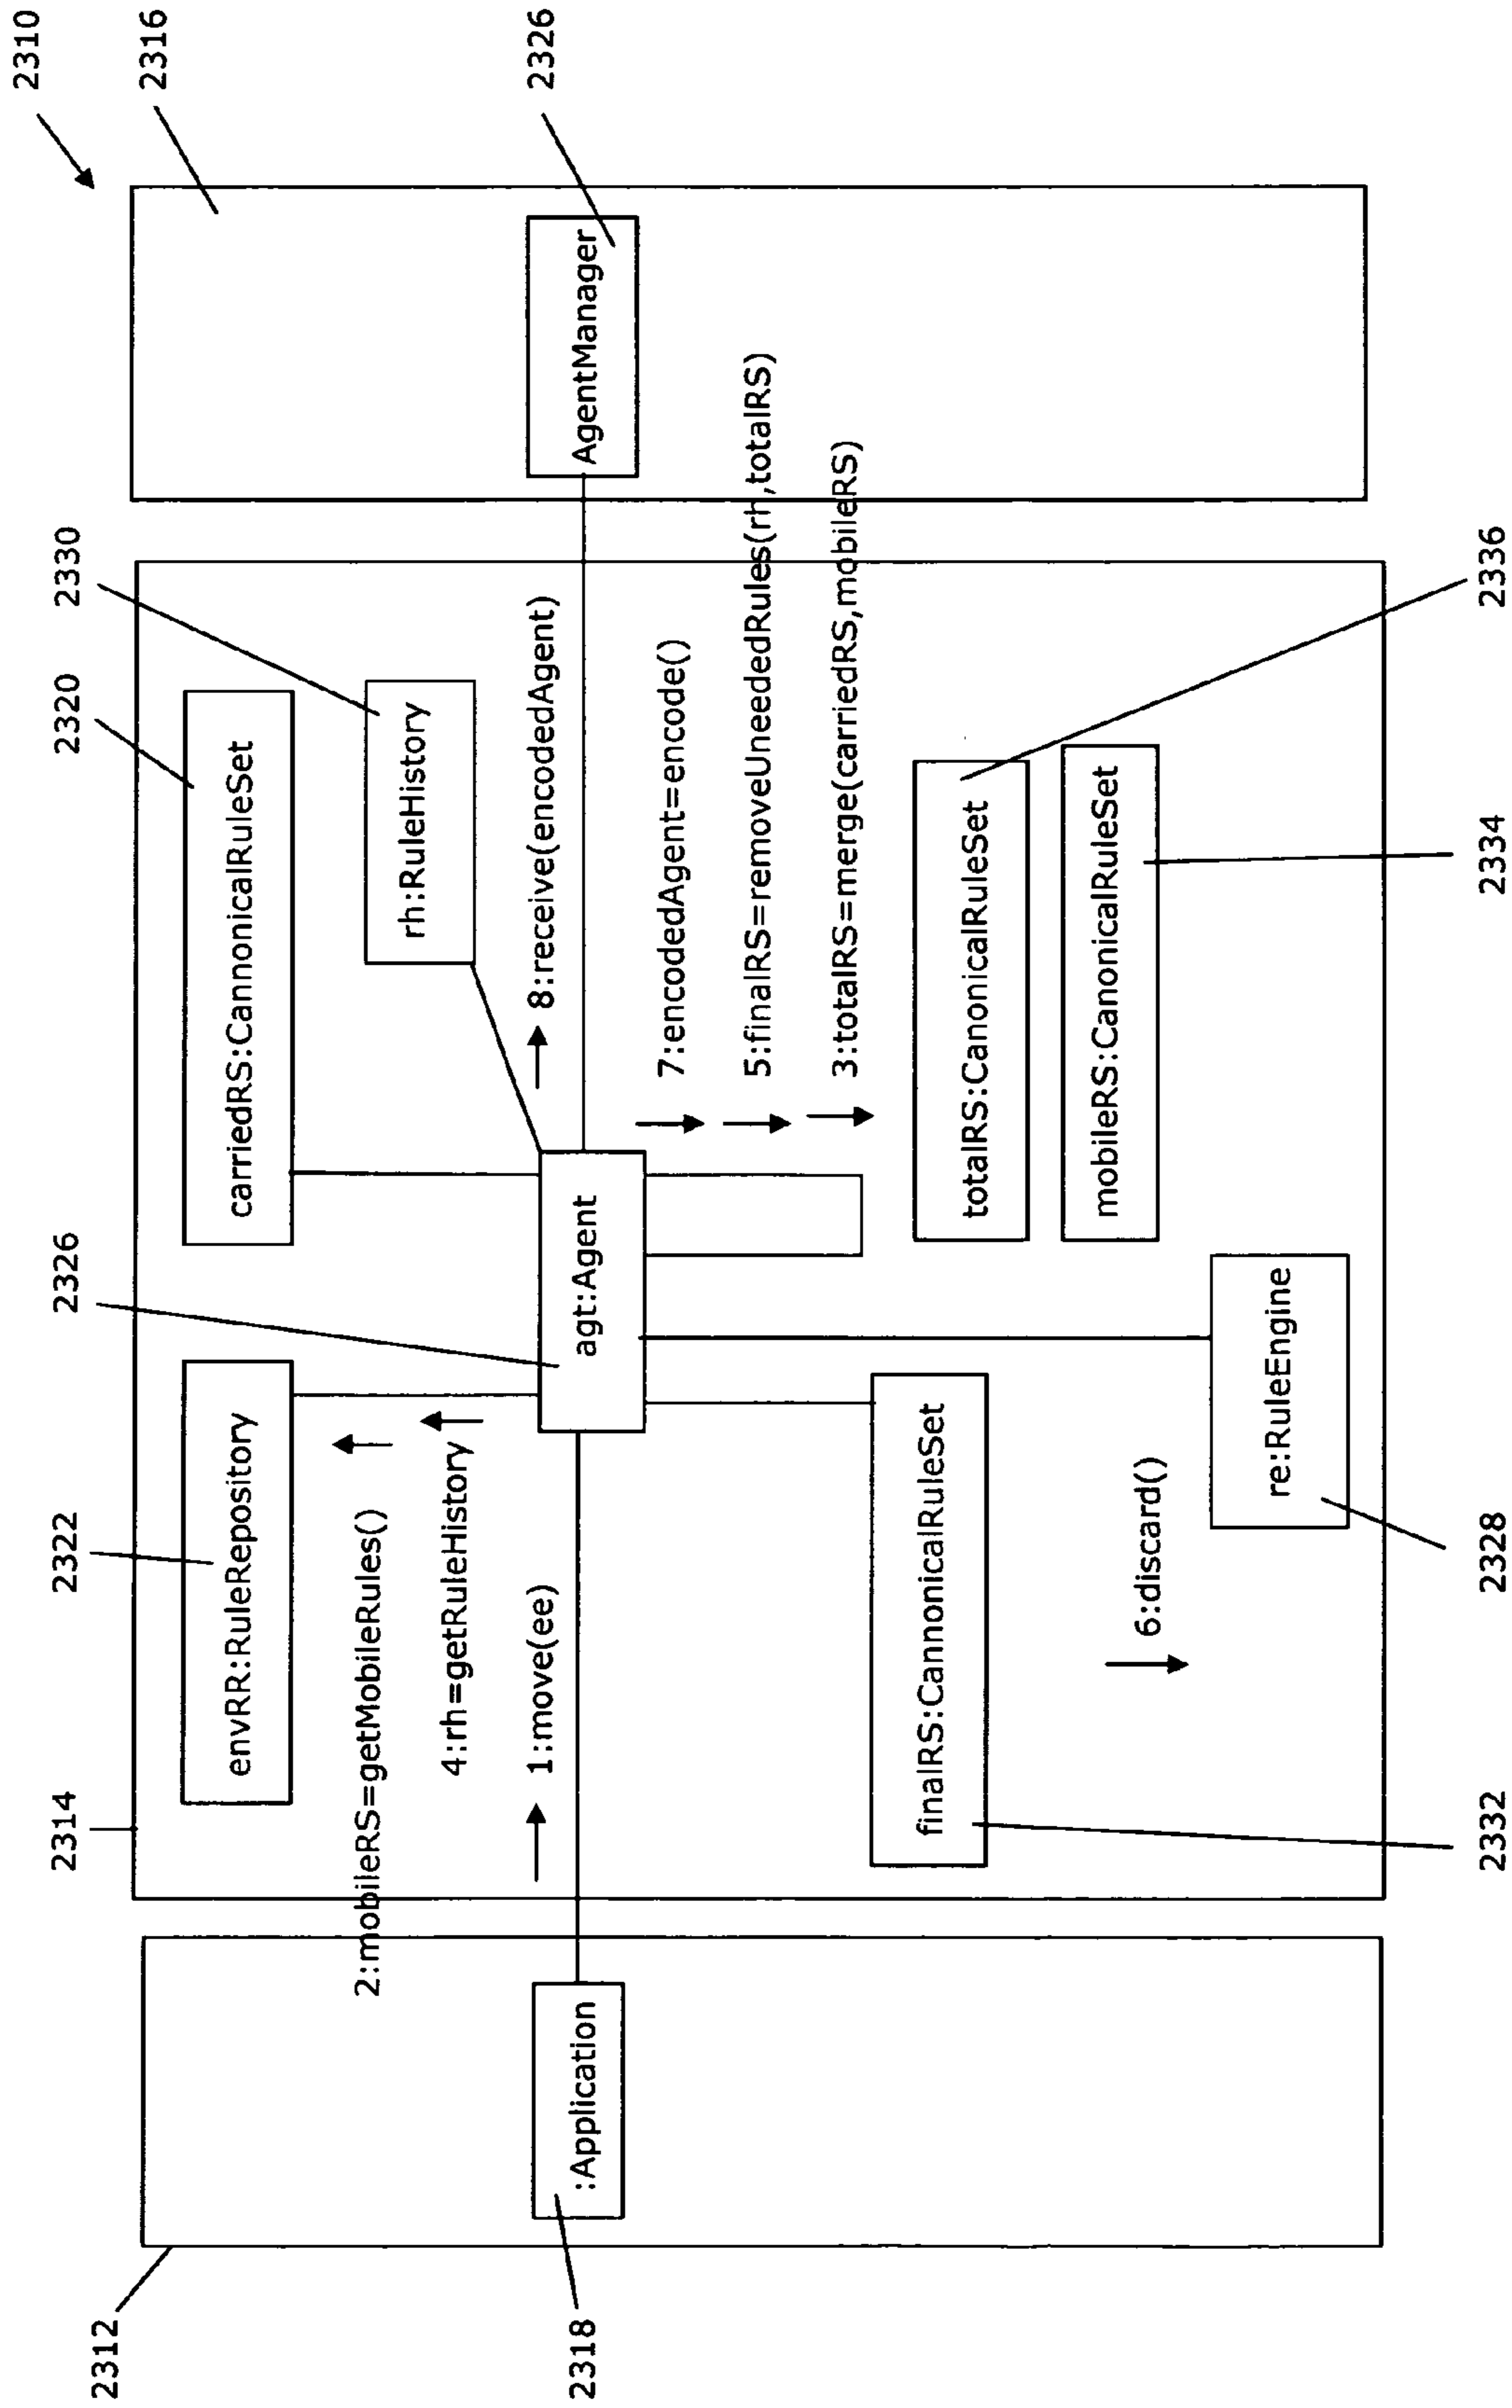 2310
2316
2326
2330
2320
2326
2322
2314
2312
2318
carriedRS:CannonicalRuleSet
rh:RuleHistory
envRR:RuleRepository
2:mobileRS=getMobileRules()
4:rh=getRuleHistory
1:move(ee)
8:receive(encodedAgent)
:Application
agt:Agent
AgentManager
7:encodedAgent=encode()
5:finalRS=removeUneededRules(rh,totalRS)
3:totalRS=merge(carriedRS,mobileRS)
finalRS:CannonicalRuleSet
totalRS:CanonicalRuleSet
mobileRS:CanonicalRuleSet
6:discard()
re:RuleEngine
2332
2328
2334
2336